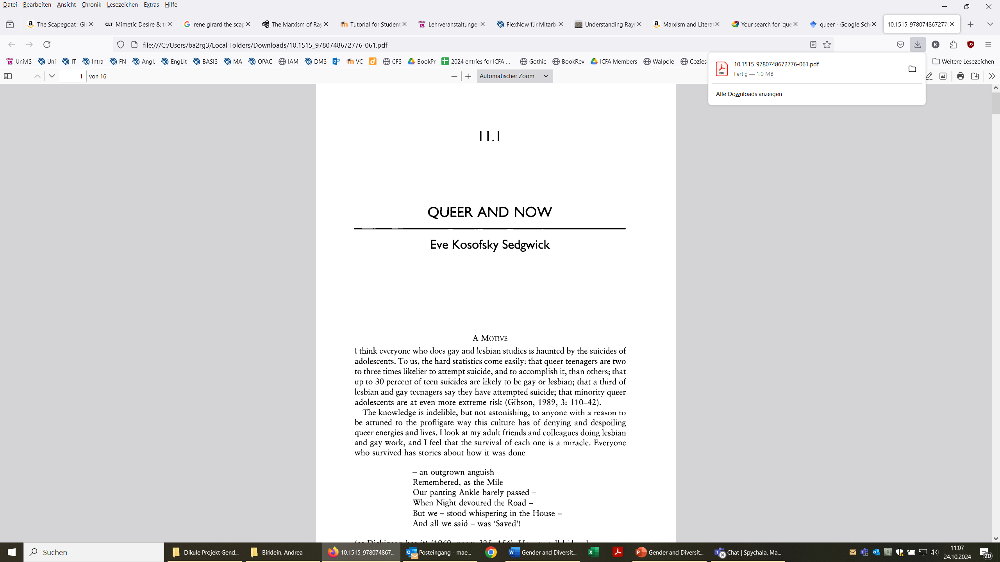 Datei Bearbeiten Ansicht Chronik Lesezeichen Extras Hilfe
The Scapegoat : Gir
CLT Mimetic Desire & th
rene girard the scap
The Marxism of Ray
Tutorial for Student
Univ IS Lehrveranstaltungen
FlexNow für Mitarb
Understanding Rayr
Marxism and Literat
Your search for 'que
queer - Google Sch
10.1515_978074867277
file:///C:/Users/ba2rg3/Local Folders/Downloads/10.1515_9780748672776-061.pdf
UnivIS Uni IT Intra FN Angl. EngLit BASIS MA OPAC IAM DMS VC CFS BookPr 2024 entries for ICFA ... Gothic BookRev ICFA Members Walpole Cozies Weitere Lesezeichen
10.1515_9780748672776-061.pdf
Fertig — 1,0 MB
Alle Downloads anzeigen
1 von 16 Automatischer Zoom
11.1
QUEER AND NOW
Eve Kosofsky Sedgwick
A MOTIVE
I think everyone who does gay and lesbian studies is haunted by the suicides of
adolescents. To us, the hard statistics come easily: that queer teenagers are two
to three times likelier to attempt suicide, and to accomplish it, than others; that
up to 30 percent of teen suicides are likely to be gay or lesbian; that a third of
lesbian and gay teenagers say they have attempted suicide; that minority queer
adolescents are at even more extreme risk (Gibson, 1989, 3: 110–42).
The knowledge is indelible, but not astonishing, to anyone with a reason to
be attuned to the profligate way this culture has of denying and despoiling
queer energies and lives. I look at my adult friends and colleagues doing lesbian
and gay work, and I feel that the survival of each one is a miracle. Everyone
who survived has stories about how it was done
– an outgrown anguish
Remembered, as the Mile
Our panting Ankle barely passed –
When Night devoured the Road –
But we – stood whispering in the House –
And all we said – was ‘Saved’!
Suchen
Dikule Projekt Gend...
Birklein, Andrea
10.1515_978074867...
Posteingang - mae...
Gender and Diversit...
Gender and Diversit...
Chat | Spychala, Ma...
11:07
24.10.2024
20